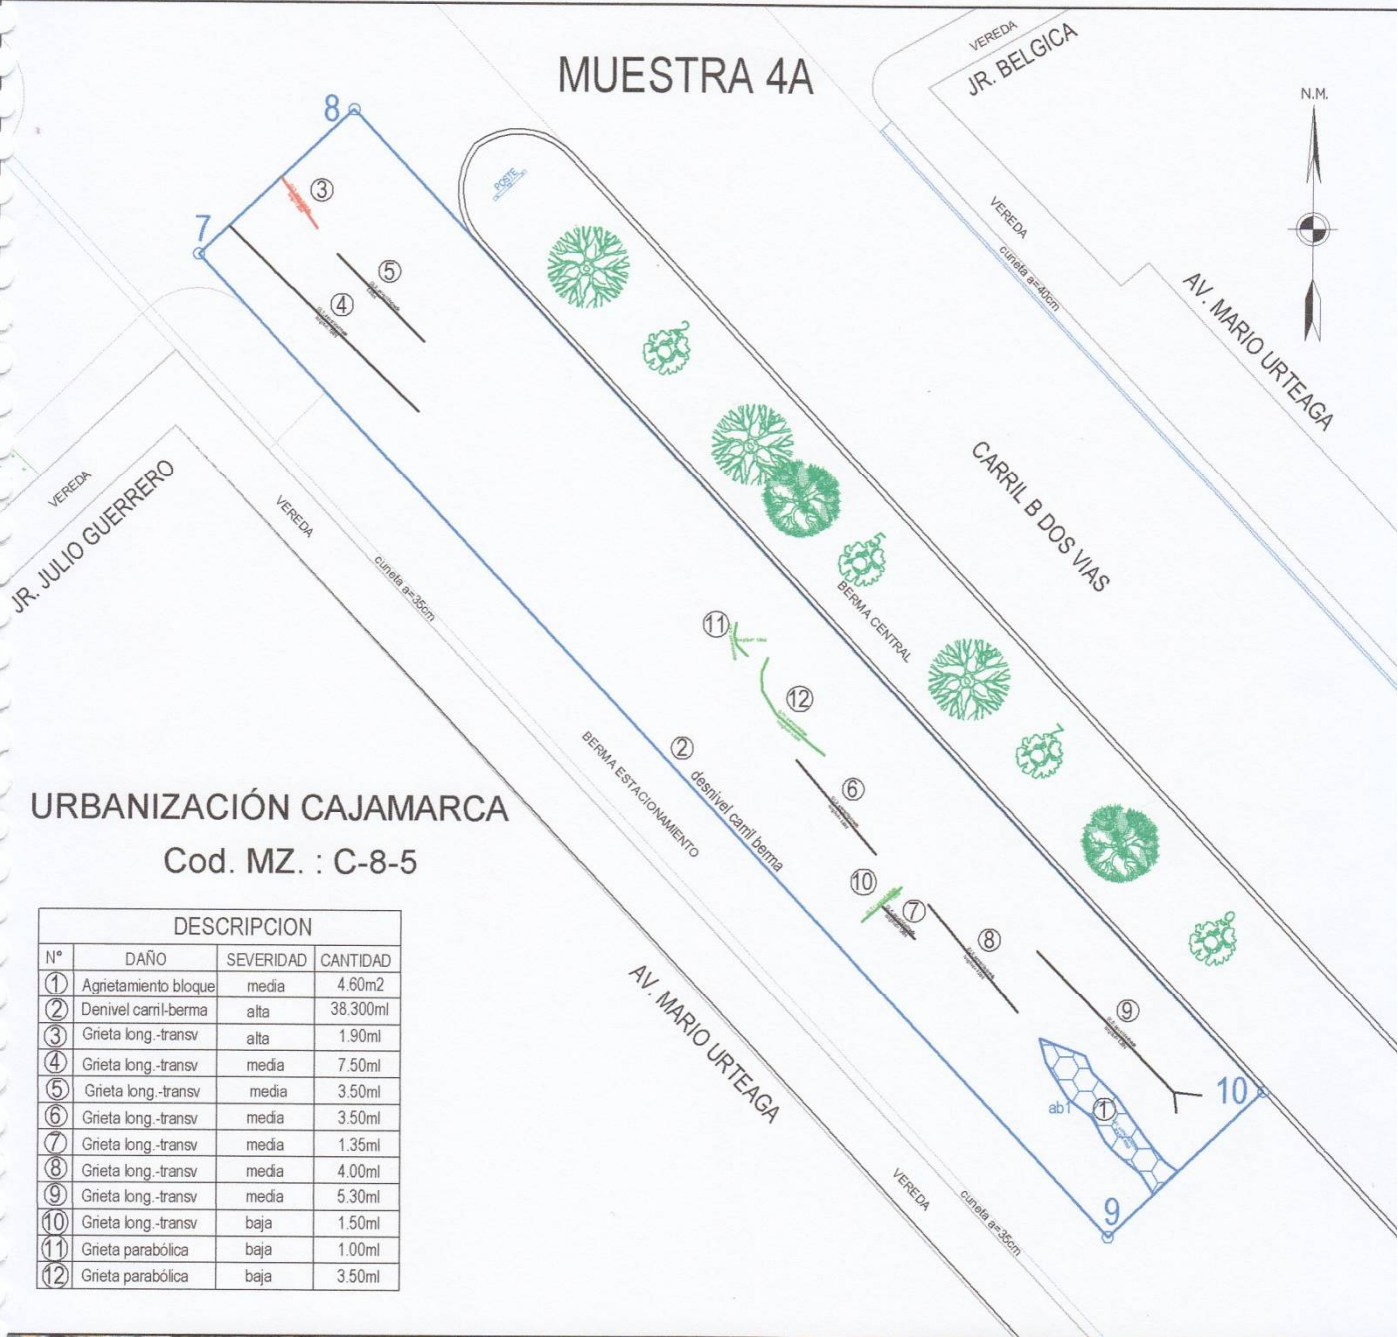 MUESTRA 4A
VEREDA
JR. BELGICA
N.M.
8
POSTE
3
7
VEREDA
cuneta a=40cm
5
4
AV. MARIO URTEAGA
CARRIL B DOS VIAS
VEREDA
JR. JULIO GUERRERO
VEREDA
cuneta a=35cm
BERMA CENTRAL
11
12
2
desnivel carril berma
BERMA ESTACIONAMIENTO
6
10
7
8
9
AV. MARIO URTEAGA
ab1
1
10
9
VEREDA
cuneta a=35cm
URBANIZACIÓN CAJAMARCA
Cod. MZ. : C-8-5
DESCRIPCION
N° DAÑO SEVERIDAD CANTIDAD
1 Agrietamiento bloque media 4.60m2
2 Denivel carril-berma alta 38.300ml
3 Grieta long.-transv alta 1.90ml
4 Grieta long.-transv media 7.50ml
5 Grieta long.-transv media 3.50ml
6 Grieta long.-transv media 3.50ml
7 Grieta long.-transv media 1.35ml
8 Grieta long.-transv media 4.00ml
9 Grieta long.-transv media 5.30ml
10 Grieta long.-transv baja 1.50ml
11 Grieta parabólica baja 1.00ml
12 Grieta parabólica baja 3.50ml